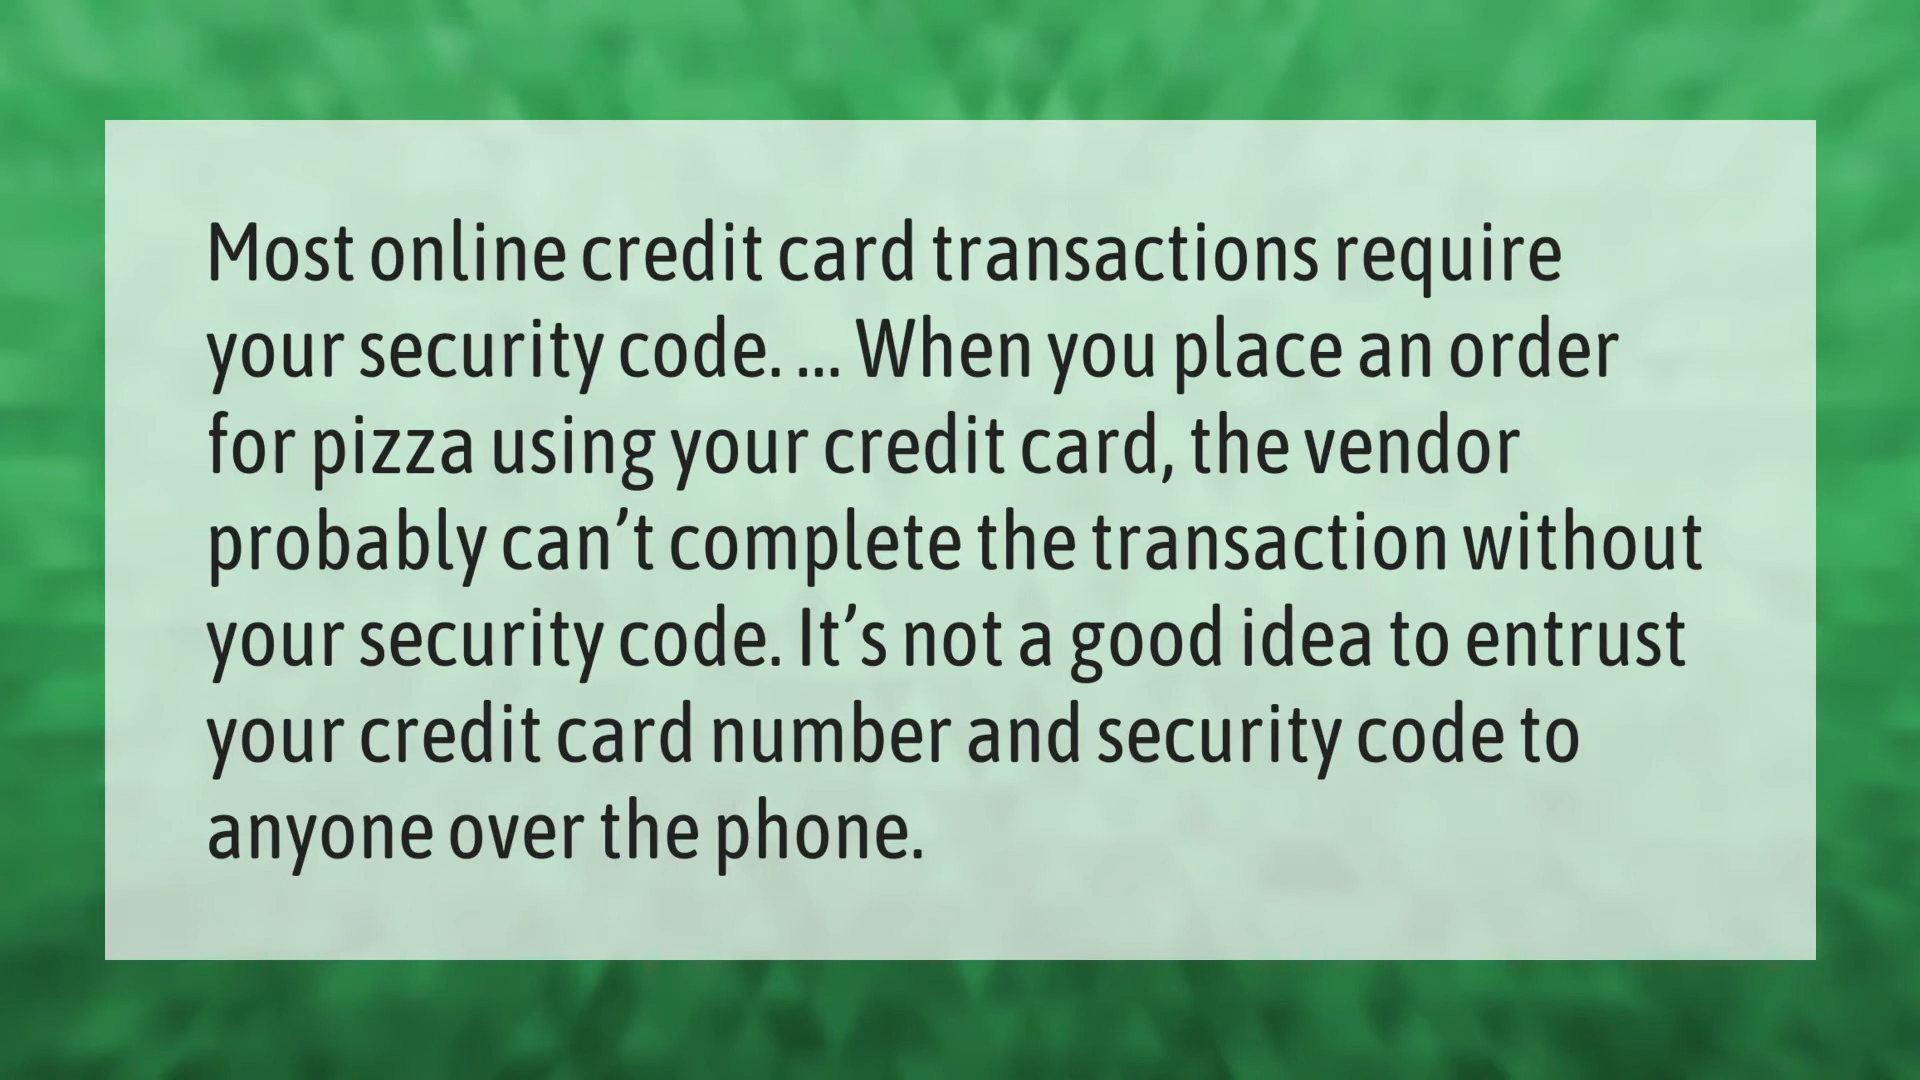 Most online credit card transactions require
your security code. ... When you place an order
for pizza using your credit card, the vendor
probably can’t complete the transaction without
your security code. It’s not a good idea to entrust
your credit card number and security code to
anyone over the phone.